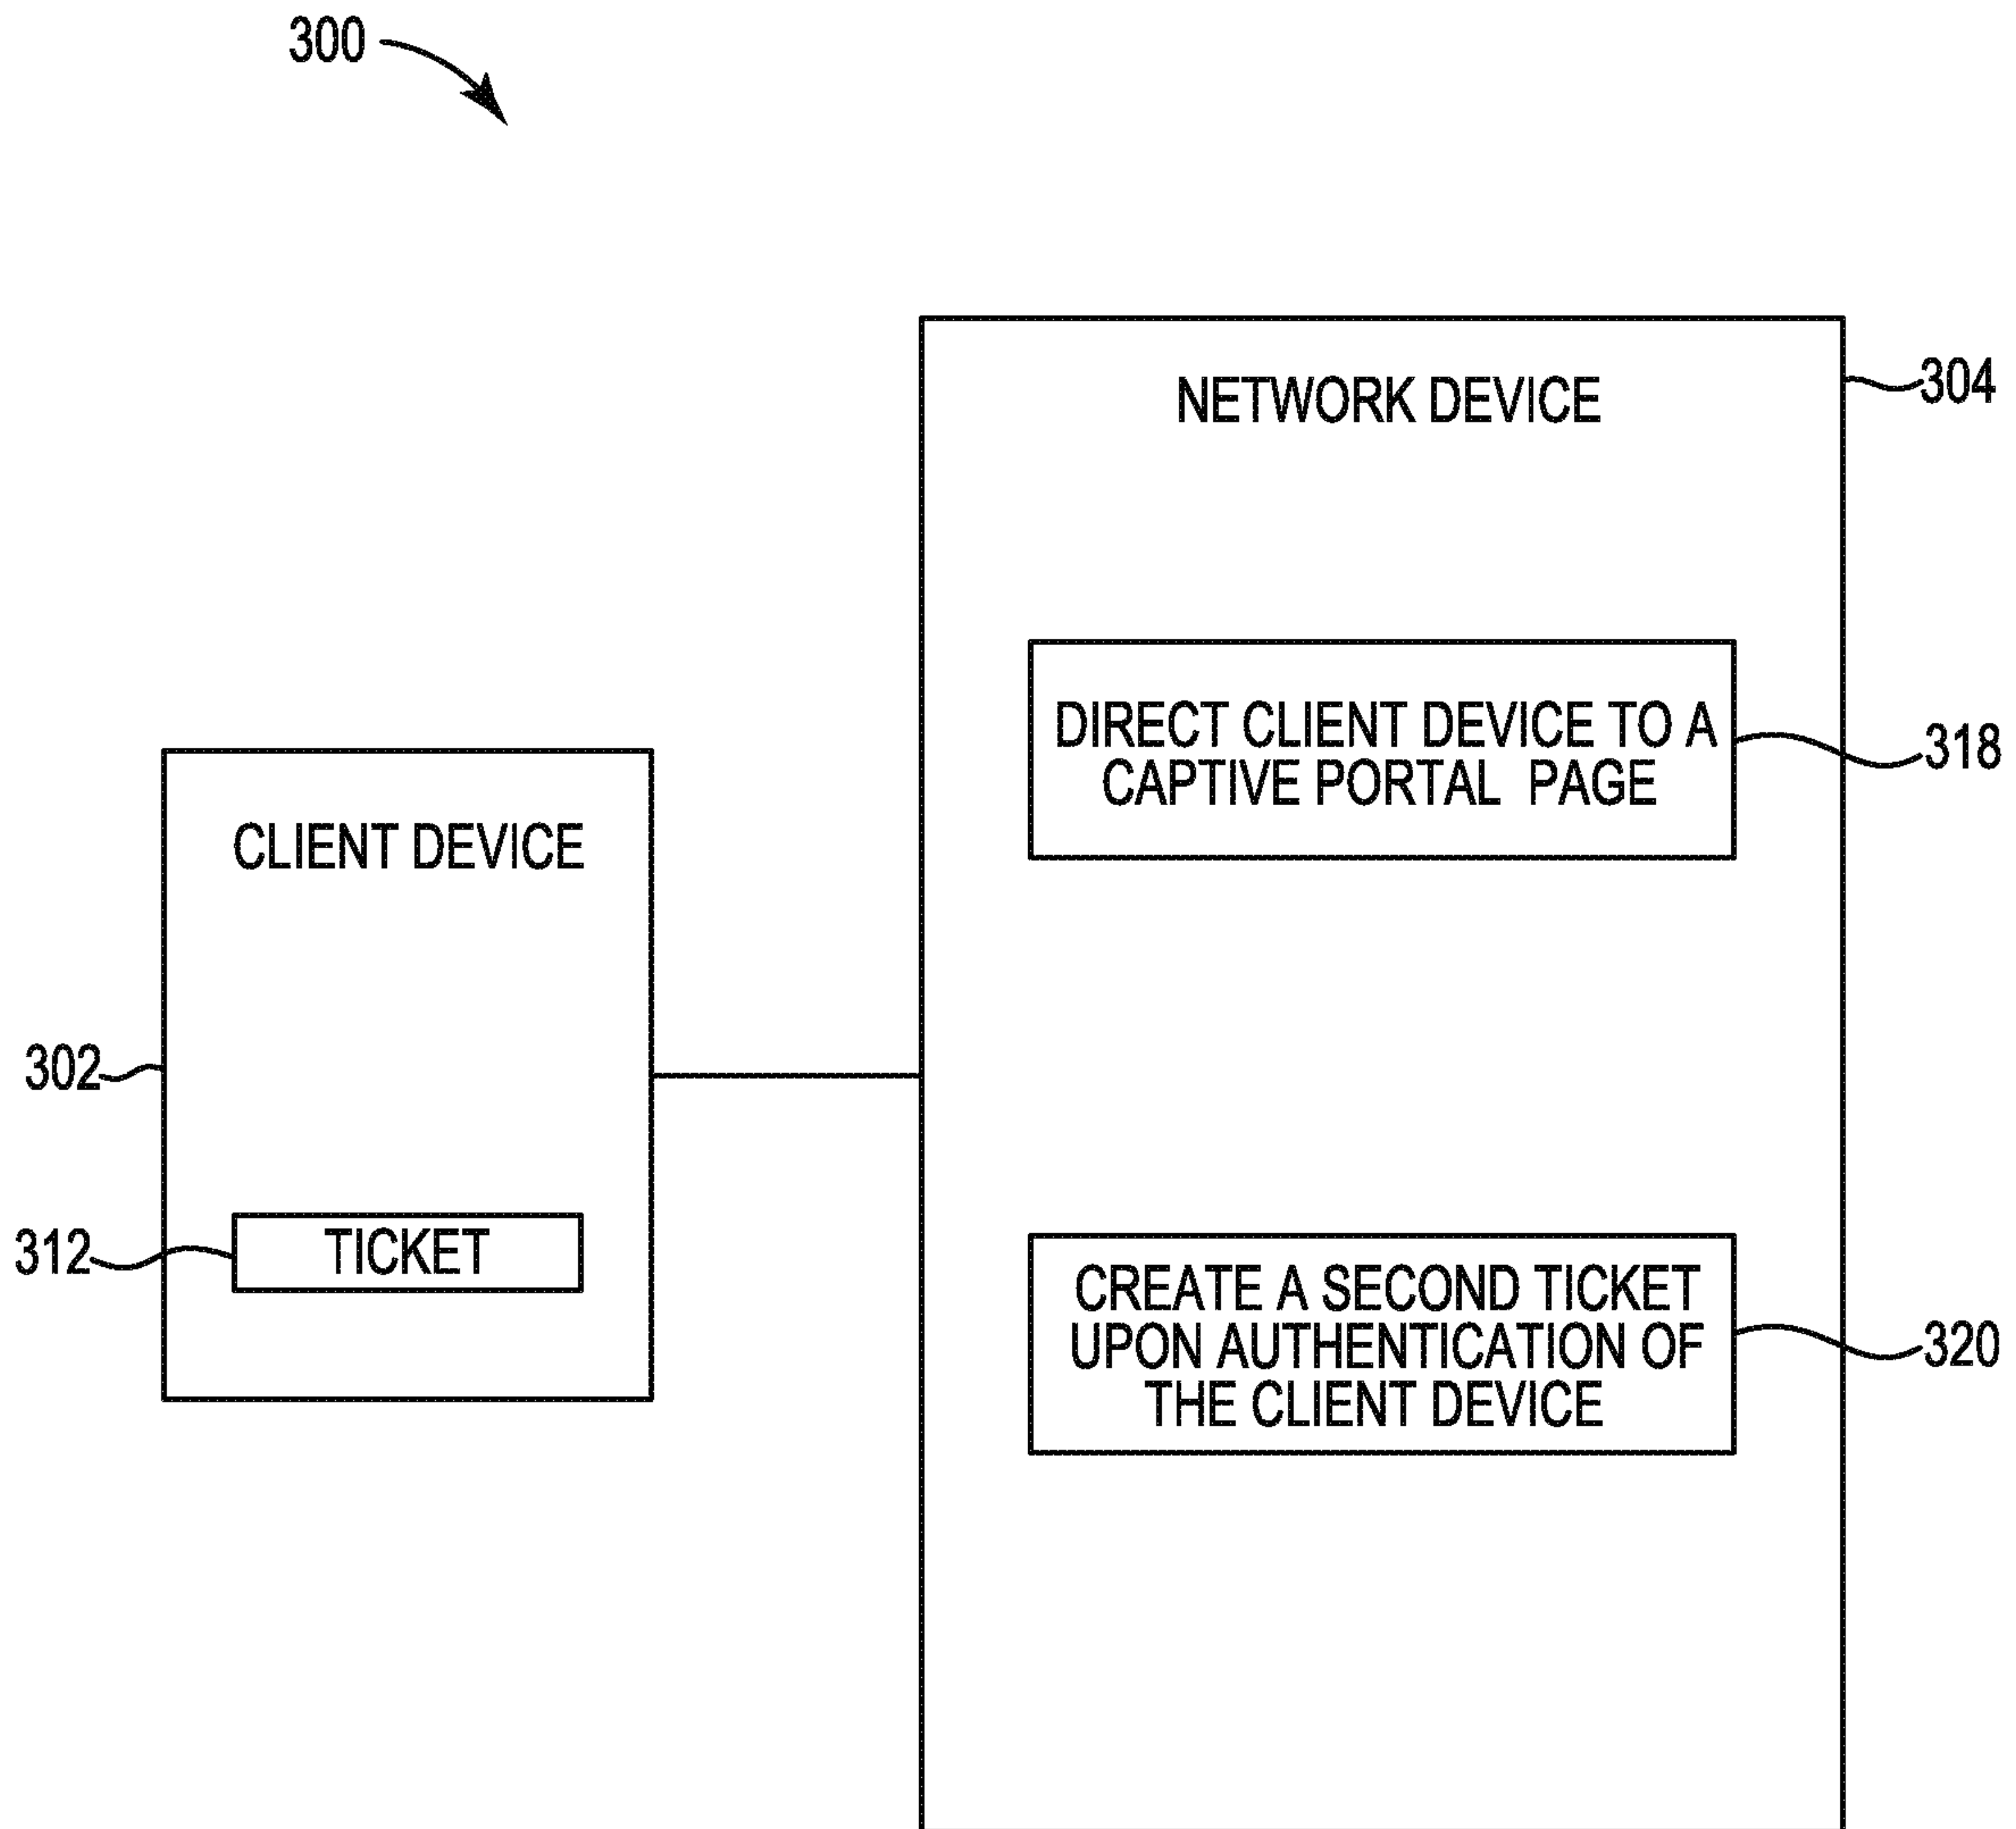 300
NETWORK DEVICE
304
DIRECT CLIENT DEVICE TO A
CAPTIVE PORTAL PAGE
318
CLIENT DEVICE
302
312
TICKET
CREATE A SECOND TICKET
UPON AUTHENTICATION OF
THE CLIENT DEVICE
320